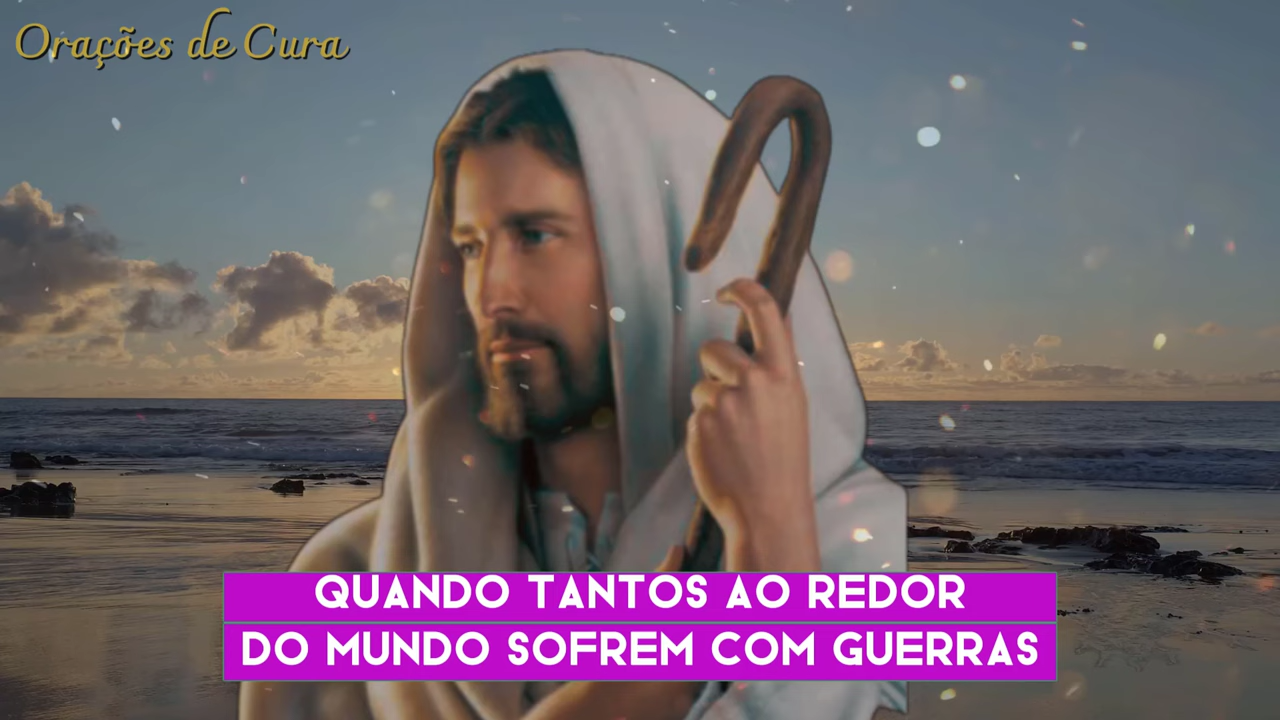 Orações de Cura
QUANDO TANTOS AO REDOR
DO MUNDO SOFREM COM GUERRAS